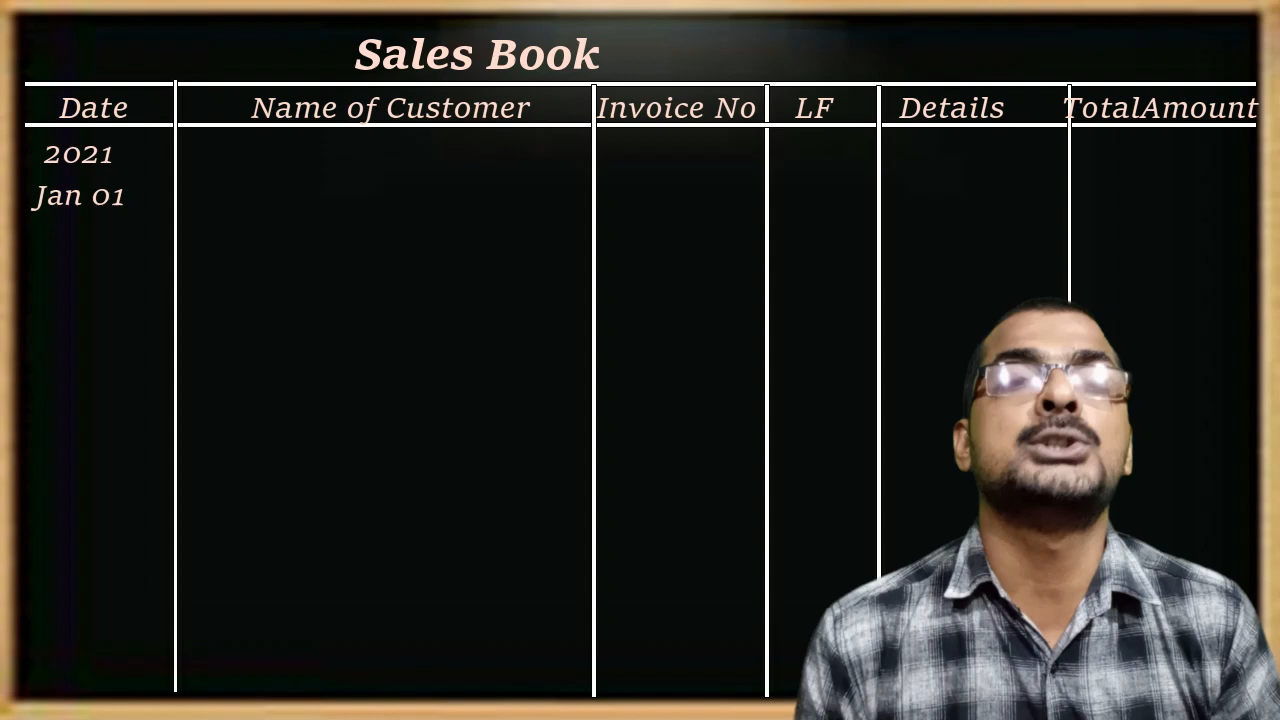 Sales Book
Date Name of Customer Invoice No LF Details TotalAmount
2021
Jan 01